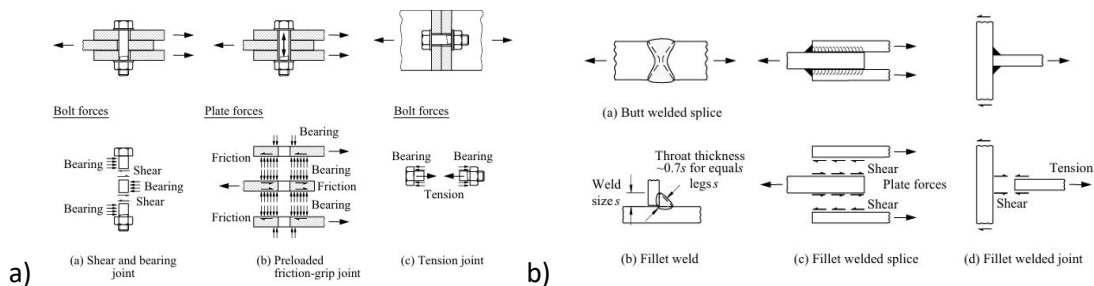 Bolt forces
Plate forces
Bolt forces
Bearing
Shear
Bearing
Shear
Bearing
Bearing
Friction
Bearing
Friction
Bearing
Friction
Bearing
Bearing
Tension
(a) Shear and bearing
joint
(b) Preloaded
friction-grip joint
(c) Tension joint
a)
(a) Butt welded splice
Weld
size s
Throat thickness
~0.7s for equals
legs s
Shear
Plate forces
Shear
Tension
Shear
(b) Fillet weld
(c) Fillet welded splice
(d) Fillet welded joint
b)